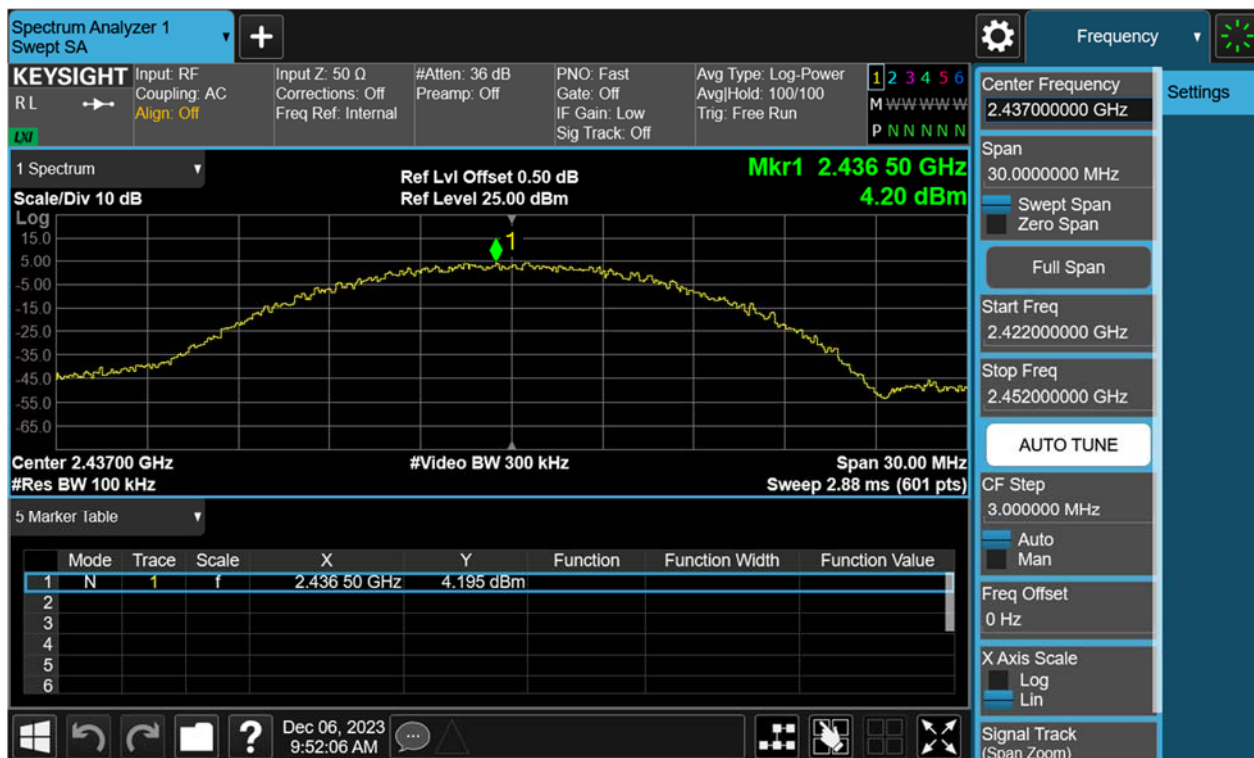 Spectrum Analyzer 1
Swept SA
+
Frequency
KEYSIGHT
R L
LXI
Input: RF
Coupling: AC
Align: Off
Input Z: 50 Ω
Corrections: Off
Freq Ref: Internal
#Atten: 36 dB
Preamp: Off
PNO: Fast
Gate: Off
IF Gain: Low
Sig Track: Off
Avg Type: Log-Power
Avg|Hold: 100/100
Trig: Free Run
1 2 3 4 5 6
M W W W W W
P N N N N N
1 Spectrum
Scale/Div 10 dB
Ref Lvl Offset 0.50 dB
Ref Level 25.00 dBm
Mkr1 2.436 50 GHz
4.20 dBm
Log
15.0
5.00
-5.00
-15.0
-25.0
-35.0
-45.0
-55.0
-65.0
1
Center 2.43700 GHz
#Res BW 100 kHz
#Video BW 300 kHz
Span 30.00 MHz
Sweep 2.88 ms (601 pts)
5 Marker Table
Mode Trace Scale X Y Function Function Width Function Value
1 N 1 f 2.436 50 GHz 4.195 dBm
2
3
4
5
6
Dec 06, 2023
9:52:06 AM
?
Center Frequency
2.437000000 GHz
Settings
Span
30.0000000 MHz
Swept Span
Zero Span
Full Span
Start Freq
2.422000000 GHz
Stop Freq
2.452000000 GHz
AUTO TUNE
CF Step
3.000000 MHz
Auto
Man
Freq Offset
0 Hz
X Axis Scale
Log
Lin
Signal Track
(Span Zoom)